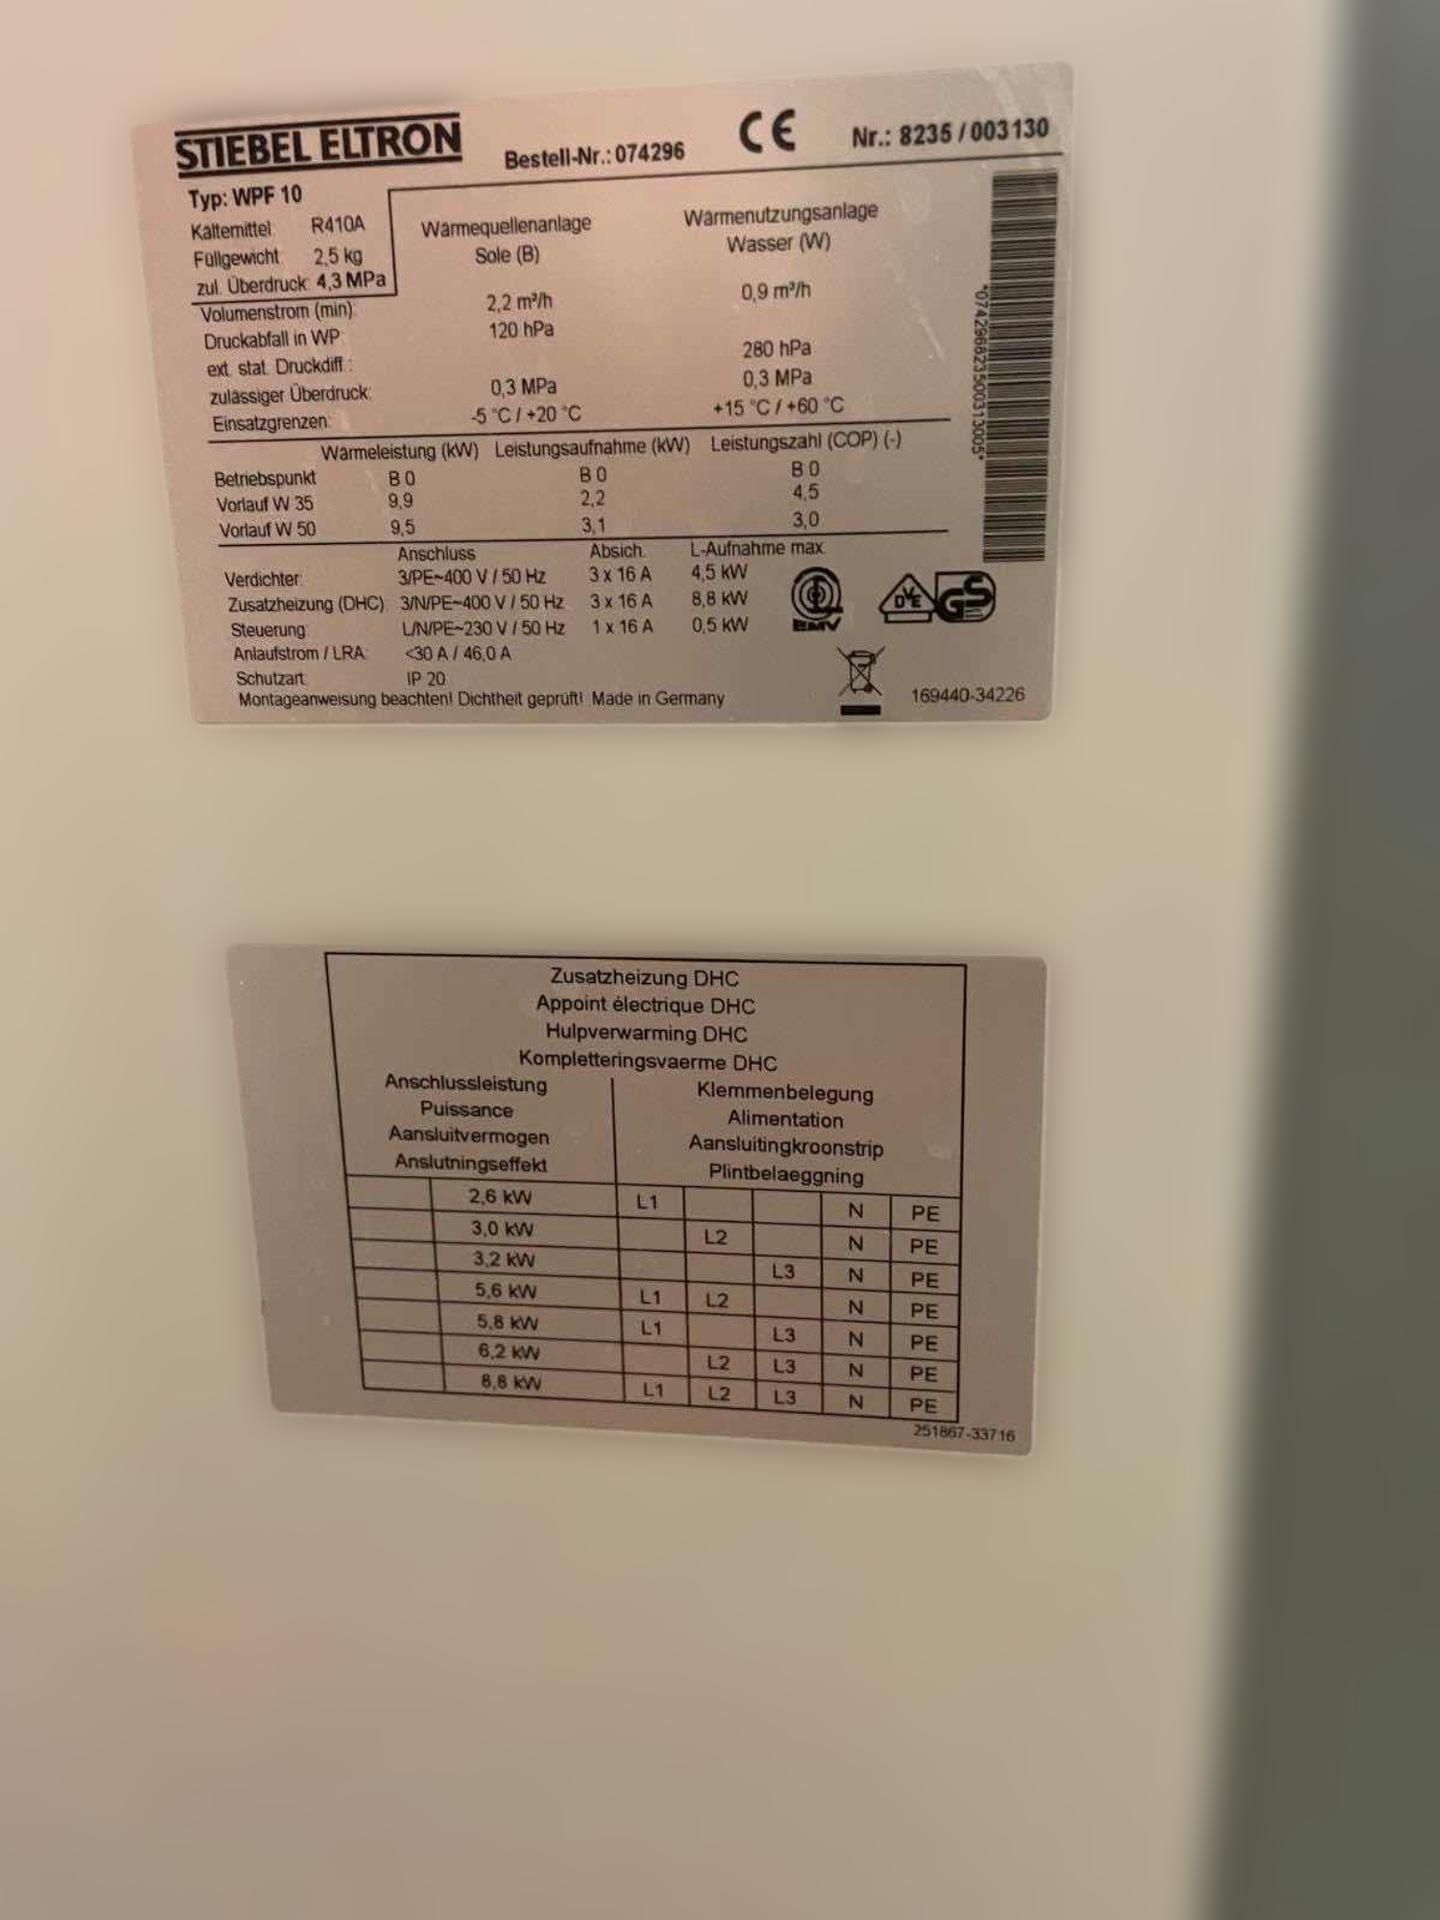 STIEBEL ELTRON Bestell-Nr.: 074296 CE Nr.: 8235 / 003130
Typ: WPF 10
Kältemittel: R410A
Füllgewicht: 2,5 kg
zul. Überdruck: 4,3 MPa
Wärmequellenanlage Wärmenutzungsanlage
Sole (B) Wasser (W)
Volumenstrom (min): 2,2 m³/h 0,9 m³/h
Druckabfall in WP: 120 hPa
ext. stat. Druckdiff.: 280 hPa
zulässiger Überdruck: 0,3 MPa 0,3 MPa
Einsatzgrenzen: -5 °C / +20 °C +15 °C / +60 °C
Wärmeleistung (kW) Leistungsaufnahme (kW) Leistungszahl (COP) (-)
Betriebspunkt B 0 B 0 B 0
Vorlauf W 35 9,9 2,2 4,5
Vorlauf W 50 9,5 3,1 3,0
Anschluss Absich. L-Aufnahme max.
Verdichter: 3/PE~400 V / 50 Hz 3 x 16 A 4,5 kW
Zusatzheizung (DHC): 3/N/PE~400 V / 50 Hz 3 x 16 A 8,8 kW
Steuerung: L/N/PE~230 V / 50 Hz 1 x 16 A 0,5 kW
Anlaufstrom / LRA: <30 A / 46,0 A
Schutzart: IP 20
Montageanweisung beachten! Dichtheit geprüft! Made in Germany
*074296823500313005*
EMV
DVE GS
169440-34226
Zusatzheizung DHC
Appoint électrique DHC
Hulpverwarming DHC
Kompletteringsvaerme DHC
Anschlussleistung Klemmenbelegung
Puissance Alimentation
Aansluitvermogen Aansluitingkroonstrip
Anslutningseffekt Plintbelaeggning
2,6 kW L1 N PE
3,0 kW L2 N PE
3,2 kW L3 N PE
5,6 kW L1 L2 N PE
5,8 kW L1 L3 N PE
6,2 kW L2 L3 N PE
8,8 kW L1 L2 L3 N PE
251867-33716